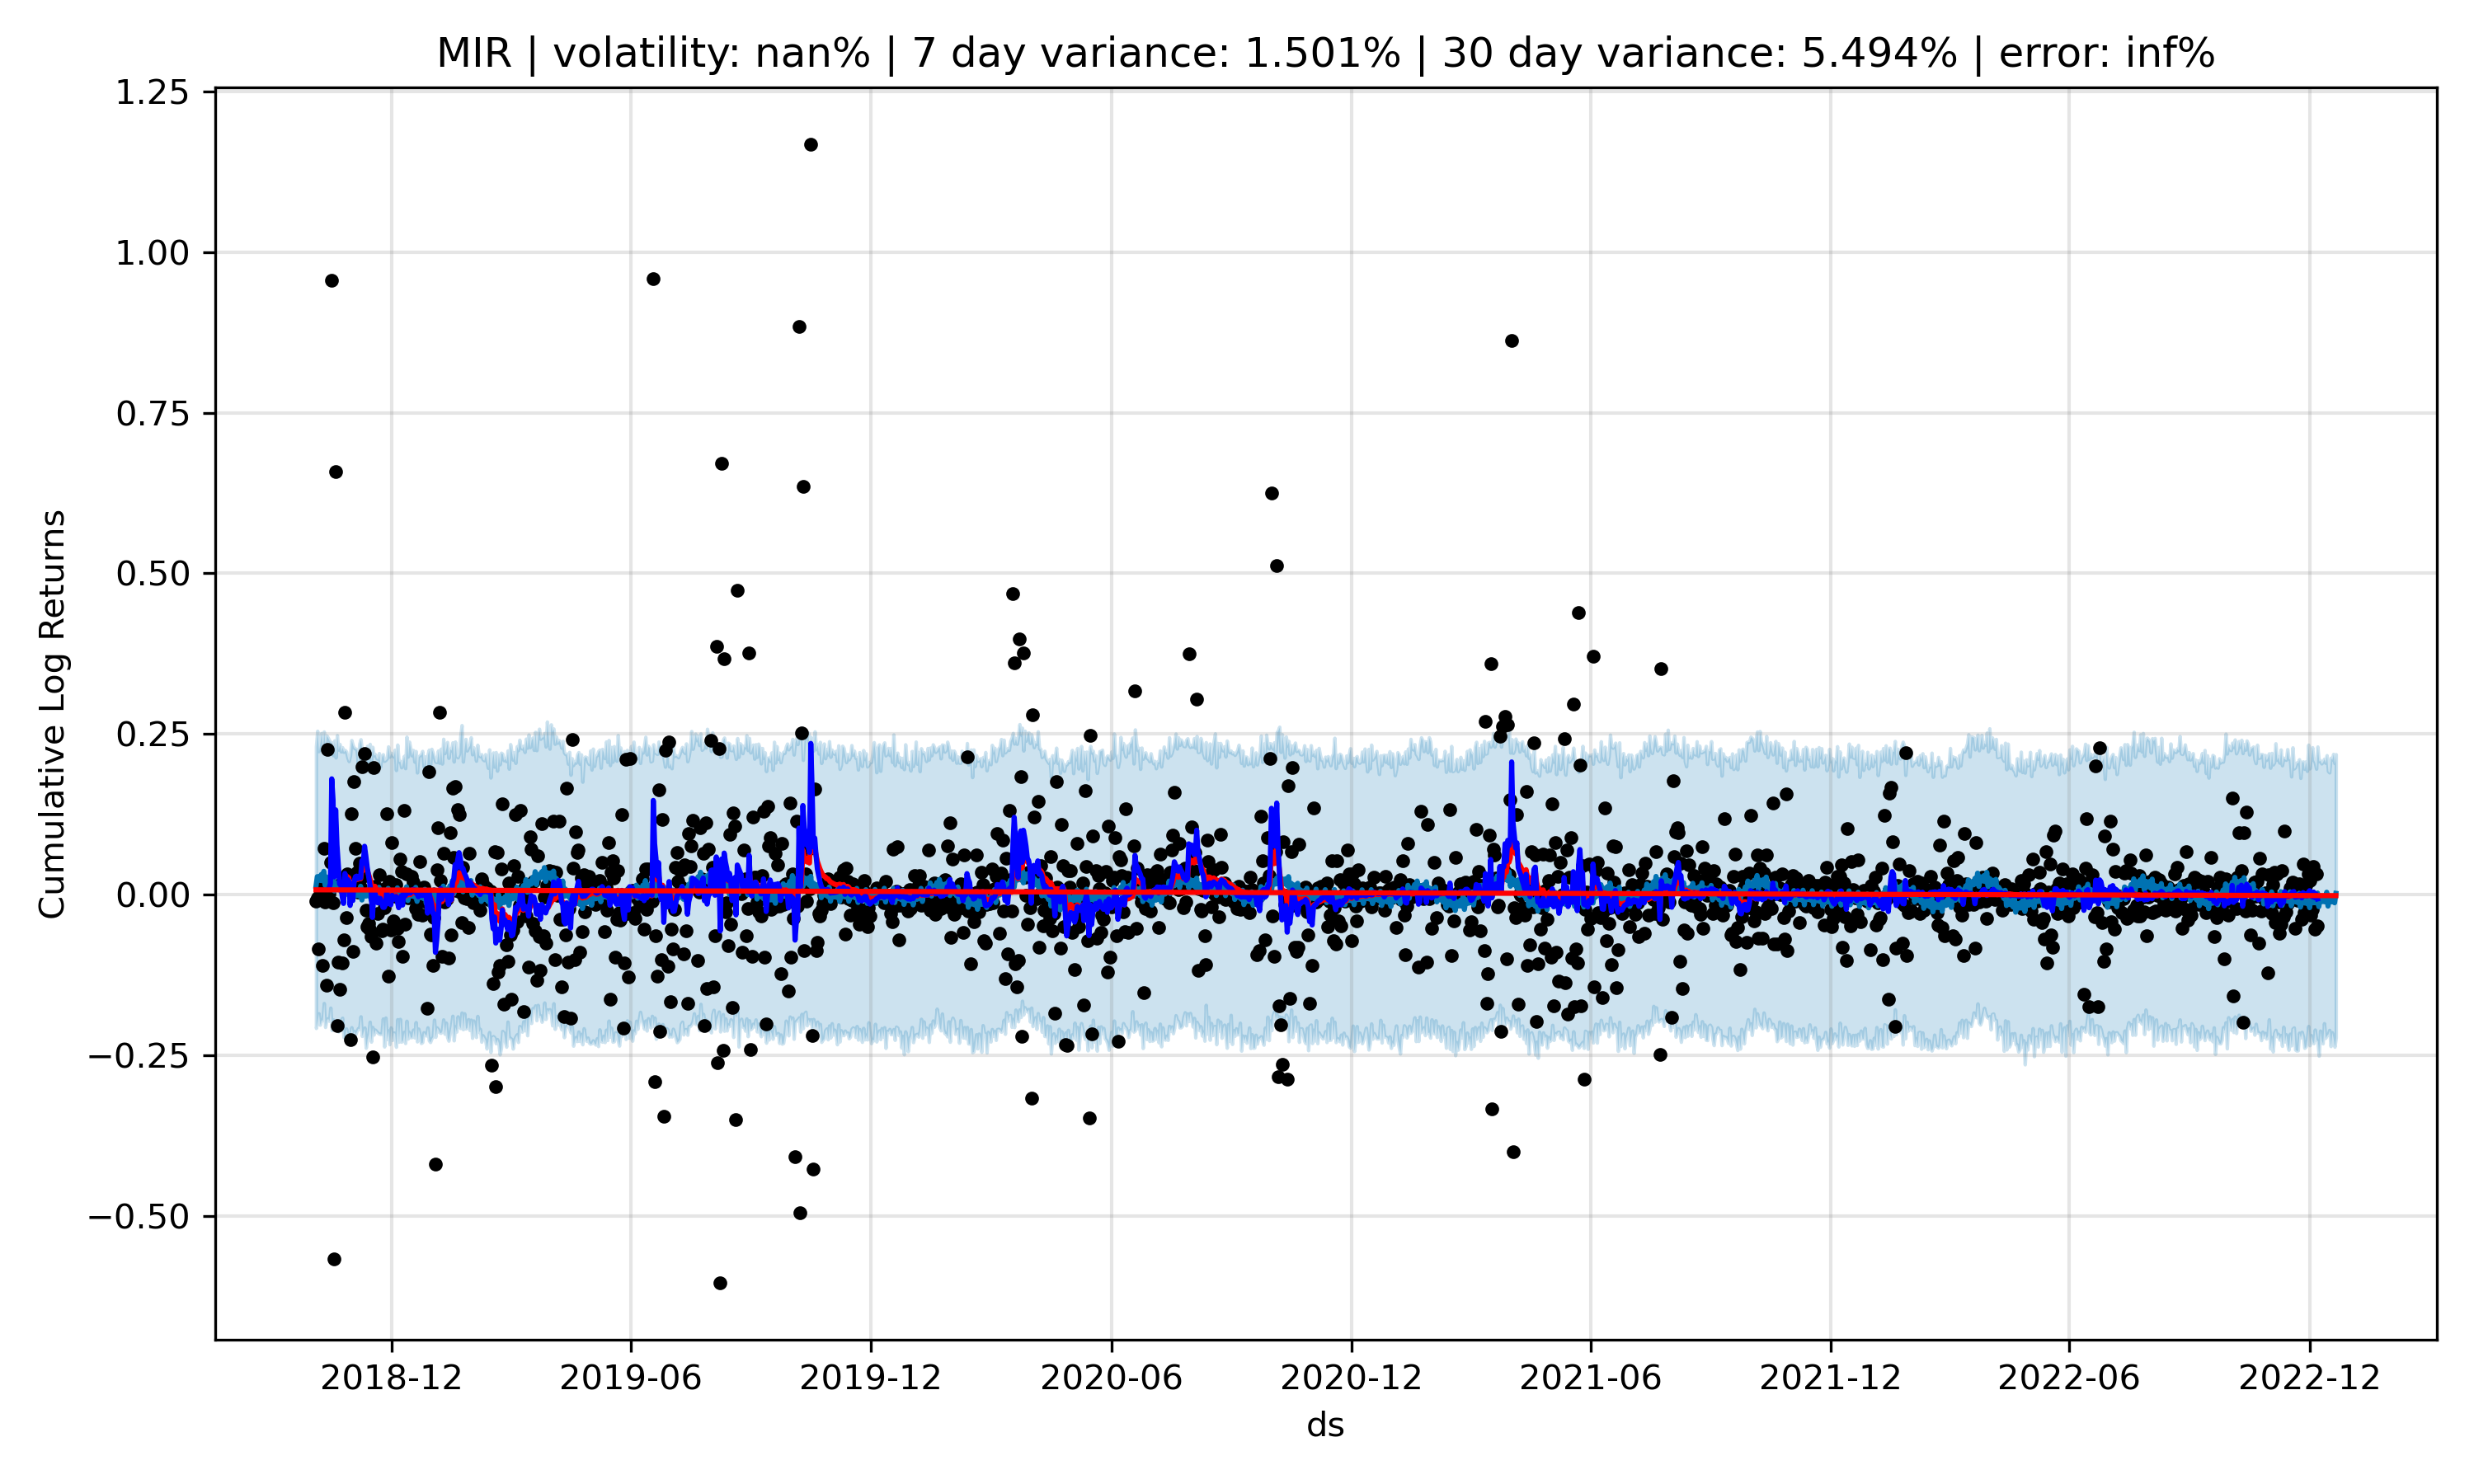 MIR | volatility: nan% | 7 day variance: 1.501% | 30 day variance: 5.494% | error: inf%
1.25
1.00
0.75
0.50
0.25
0.00
−0.25
−0.50
Cumulative Log Returns
2018-12 2019-06 2019-12 2020-06 2020-12 2021-06 2021-12 2022-06 2022-12
ds